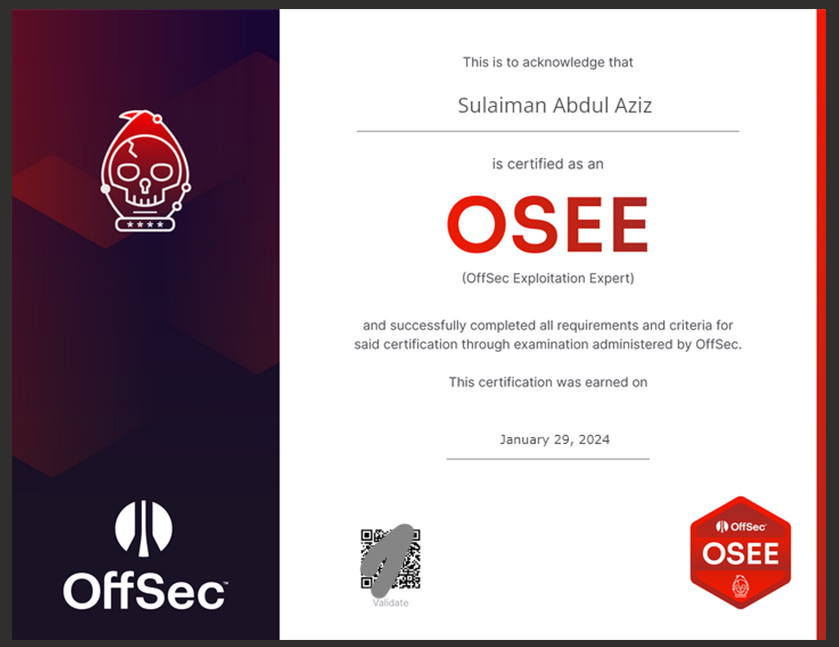 This is to acknowledge that
Sulaiman Abdul Aziz
is certified as an
OSEE
(OffSec Exploitation Expert)
and successfully completed all requirements and criteria for
said certification through examination administered by OffSec.
This certification was earned on
January 29, 2024
Validate
OffSec™
OffSec
OSEE